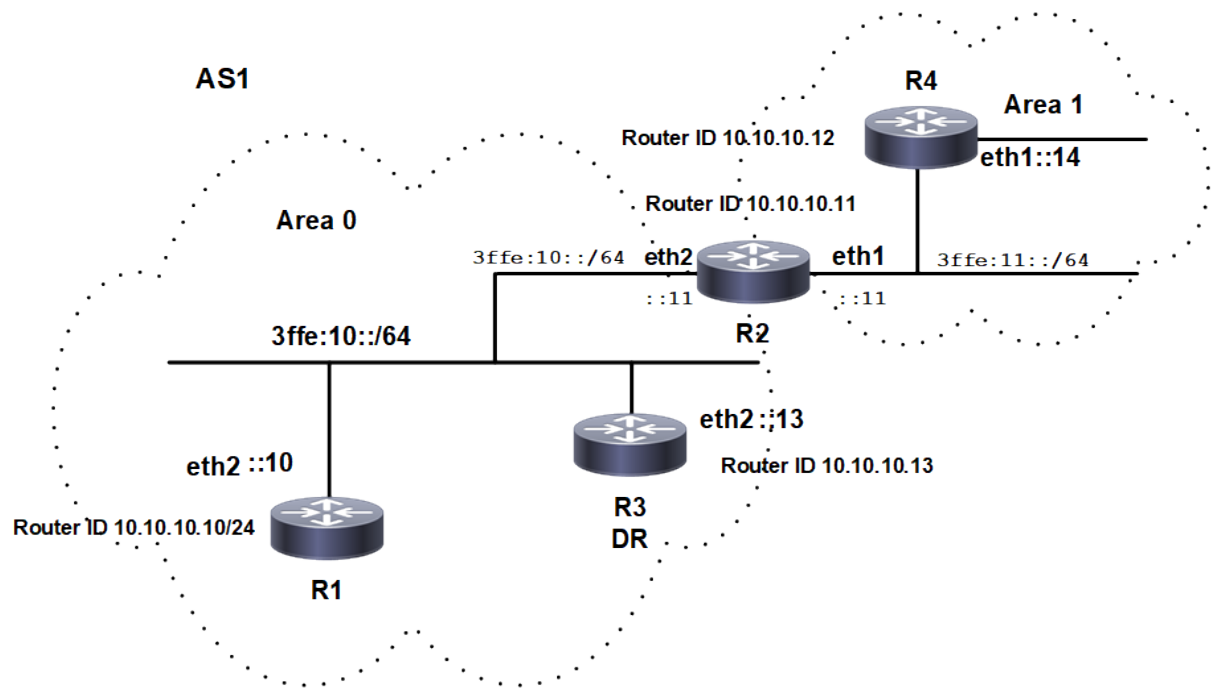 AS1
R4
Area 1
Router ID 10.10.10.12
eth1::14
Router ID 10.10.10.11
Area 0
3ffe:10::/64
eth2
eth1
3ffe:11::/64
::11
::11
R2
3ffe:10::/64
eth2 ::13
eth2 ::10
Router ID 10.10.10.13
R3
DR
Router ID 10.10.10.10/24
R1